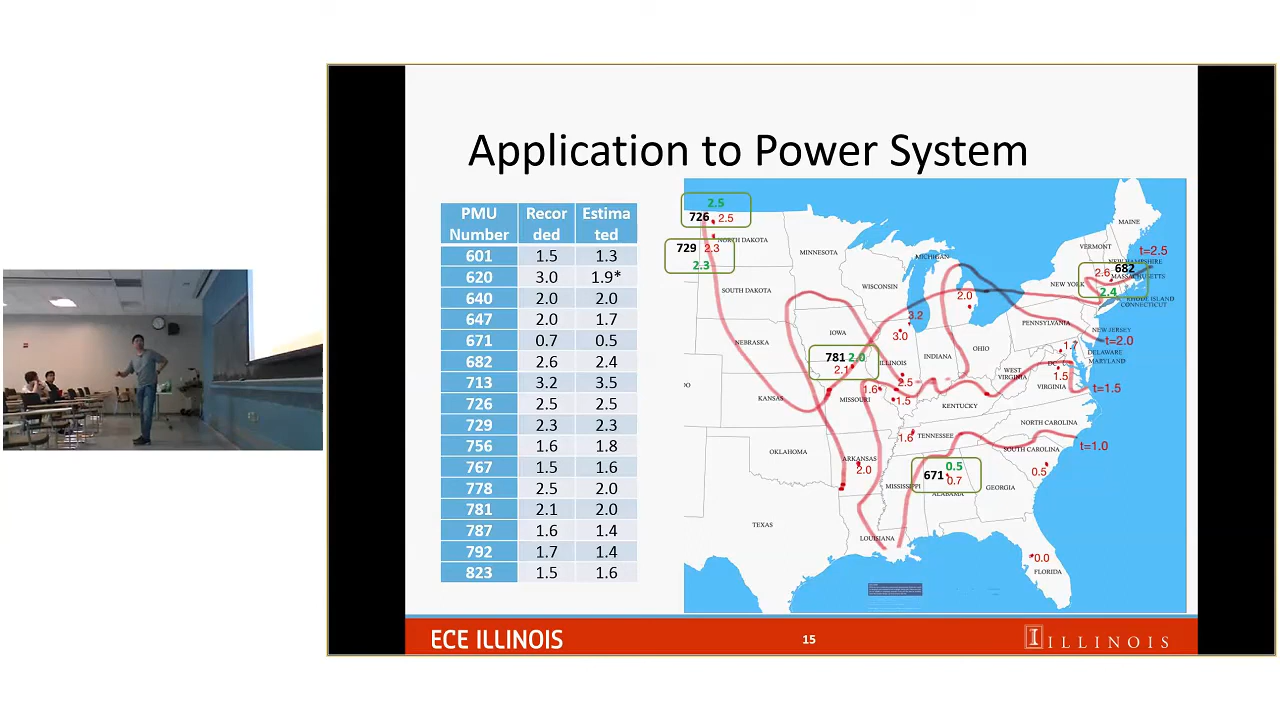 Application to Power System
PMU Number Recor ded Estima ted
601 1.5 1.3
620 3.0 1.9*
640 2.0 2.0
647 2.0 1.7
671 0.7 0.5
682 2.6 2.4
713 3.2 3.5
726 2.5 2.5
729 2.3 2.3
756 1.6 1.8
767 1.5 1.6
778 2.5 2.0
781 2.1 2.0
787 1.6 1.4
792 1.7 1.4
823 1.5 1.6
2.5
726 2.5
729 2.3
2.3
NORTH DAKOTA
MINNESOTA
SOUTH DAKOTA
WISCONSIN
MICHIGAN
MAINE
VERMONT
t=2.5
NEW HAMPSHIRE
2.6 682
MASSACHUSETTS
2.4
NEW YORK
RHODE ISLAND
CONNECTICUT
2.0
3.2
3.0
PENNSYLVANIA
NEW JERSEY
t=2.0
IOWA
NEBRASKA
781 2.0
2.1
ILLINOIS
INDIANA
OHIO
1.7
DELAWARE
MARYLAND
DC
WEST VIRGINIA
1.5
VIRGINIA
t=1.5
2.5
1.6
1.5
KANSAS
MISSOURI
KENTUCKY
NORTH CAROLINA
1.6
TENNESSEE
t=1.0
SOUTH CAROLINA
OKLAHOMA
ARKANSAS
2.0
0.5
671
0.7
0.5
MISSISSIPPI
ALABAMA
GEORGIA
TEXAS
LOUISIANA
0.0
FLORIDA
ECE ILLINOIS
15
I ILLINOIS